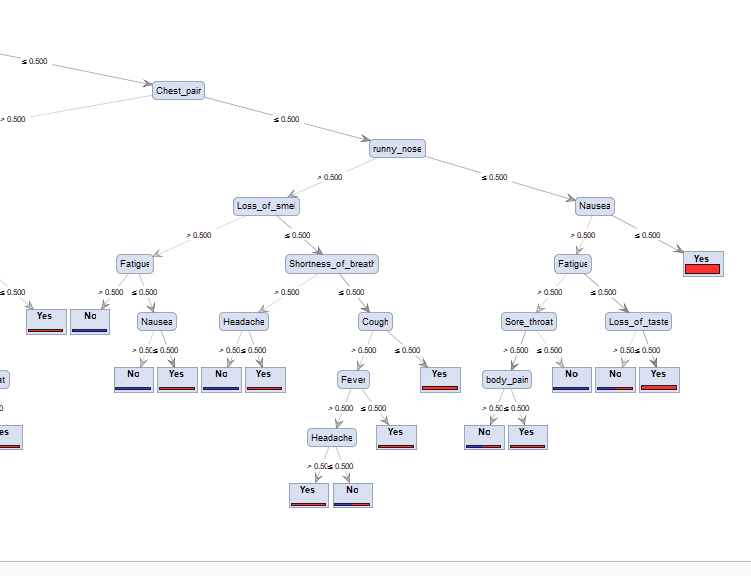 ≤ 0.500
Chest_pair
> 0.500
≤ 0.500
runny_nose
> 0.500
≤ 0.500
Loss_of_smel
Nausea
> 0.500
≤ 0.500
> 0.500
≤ 0.500
Fatigue
Shortness_of_breath
Fatigue
Yes
≤ 0.500
> 0.500
≤ 0.500
> 0.500
≤ 0.500
> 0.500
≤ 0.500
Yes
No
Nausea
Headache
Cough
Sore_throat
Loss_of_taste
> 0.50
≤ 0.500
> 0.50
≤ 0.500
> 0.500
≤ 0.500
> 0.500
≤ 0.500
> 0.50
≤ 0.500
at
No
Yes
No
Yes
Fever
Yes
body_pain
No
No
Yes
0
> 0.500
≤ 0.500
> 0.50
≤ 0.500
es
Headache
Yes
No
Yes
> 0.50
≤ 0.500
Yes
No